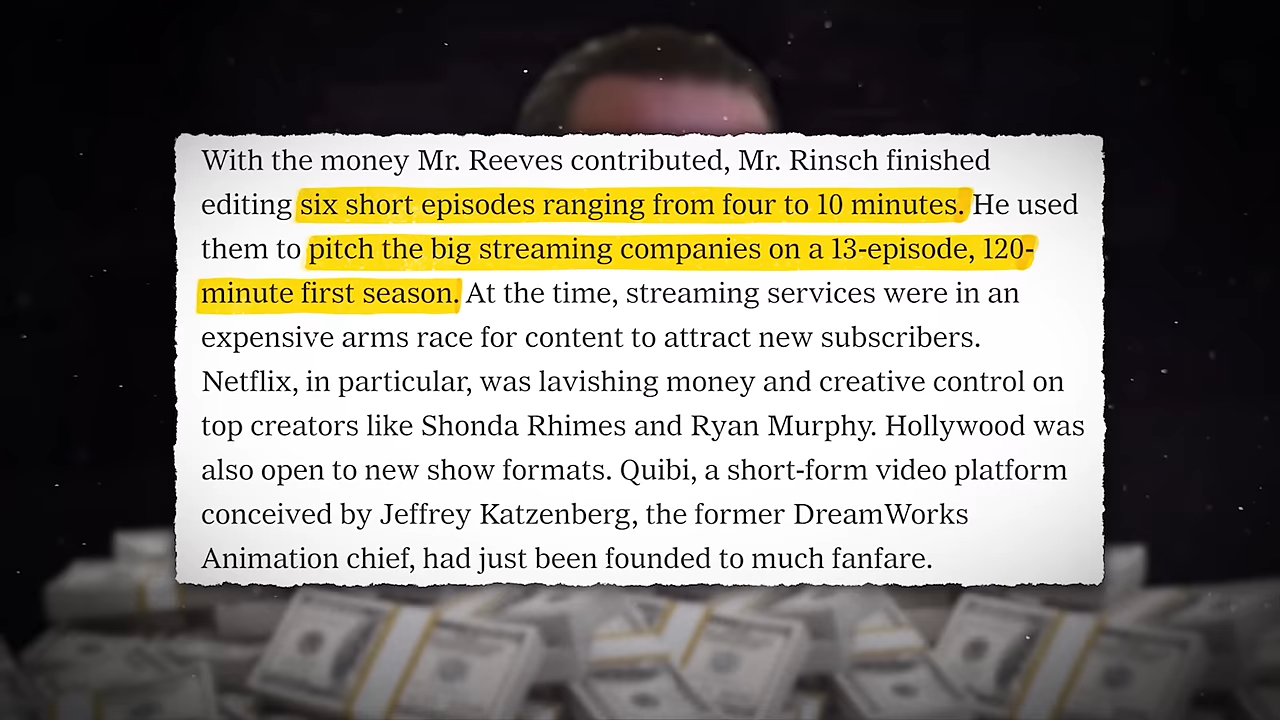 With the money Mr. Reeves contributed, Mr. Rinsch finished
editing six short episodes ranging from four to 10 minutes. He used
them to pitch the big streaming companies on a 13-episode, 120-
minute first season. At the time, streaming services were in an
expensive arms race for content to attract new subscribers.
Netflix, in particular, was lavishing money and creative control on
top creators like Shonda Rhimes and Ryan Murphy. Hollywood was
also open to new show formats. Quibi, a short-form video platform
conceived by Jeffrey Katzenberg, the former DreamWorks
Animation chief, had just been founded to much fanfare.